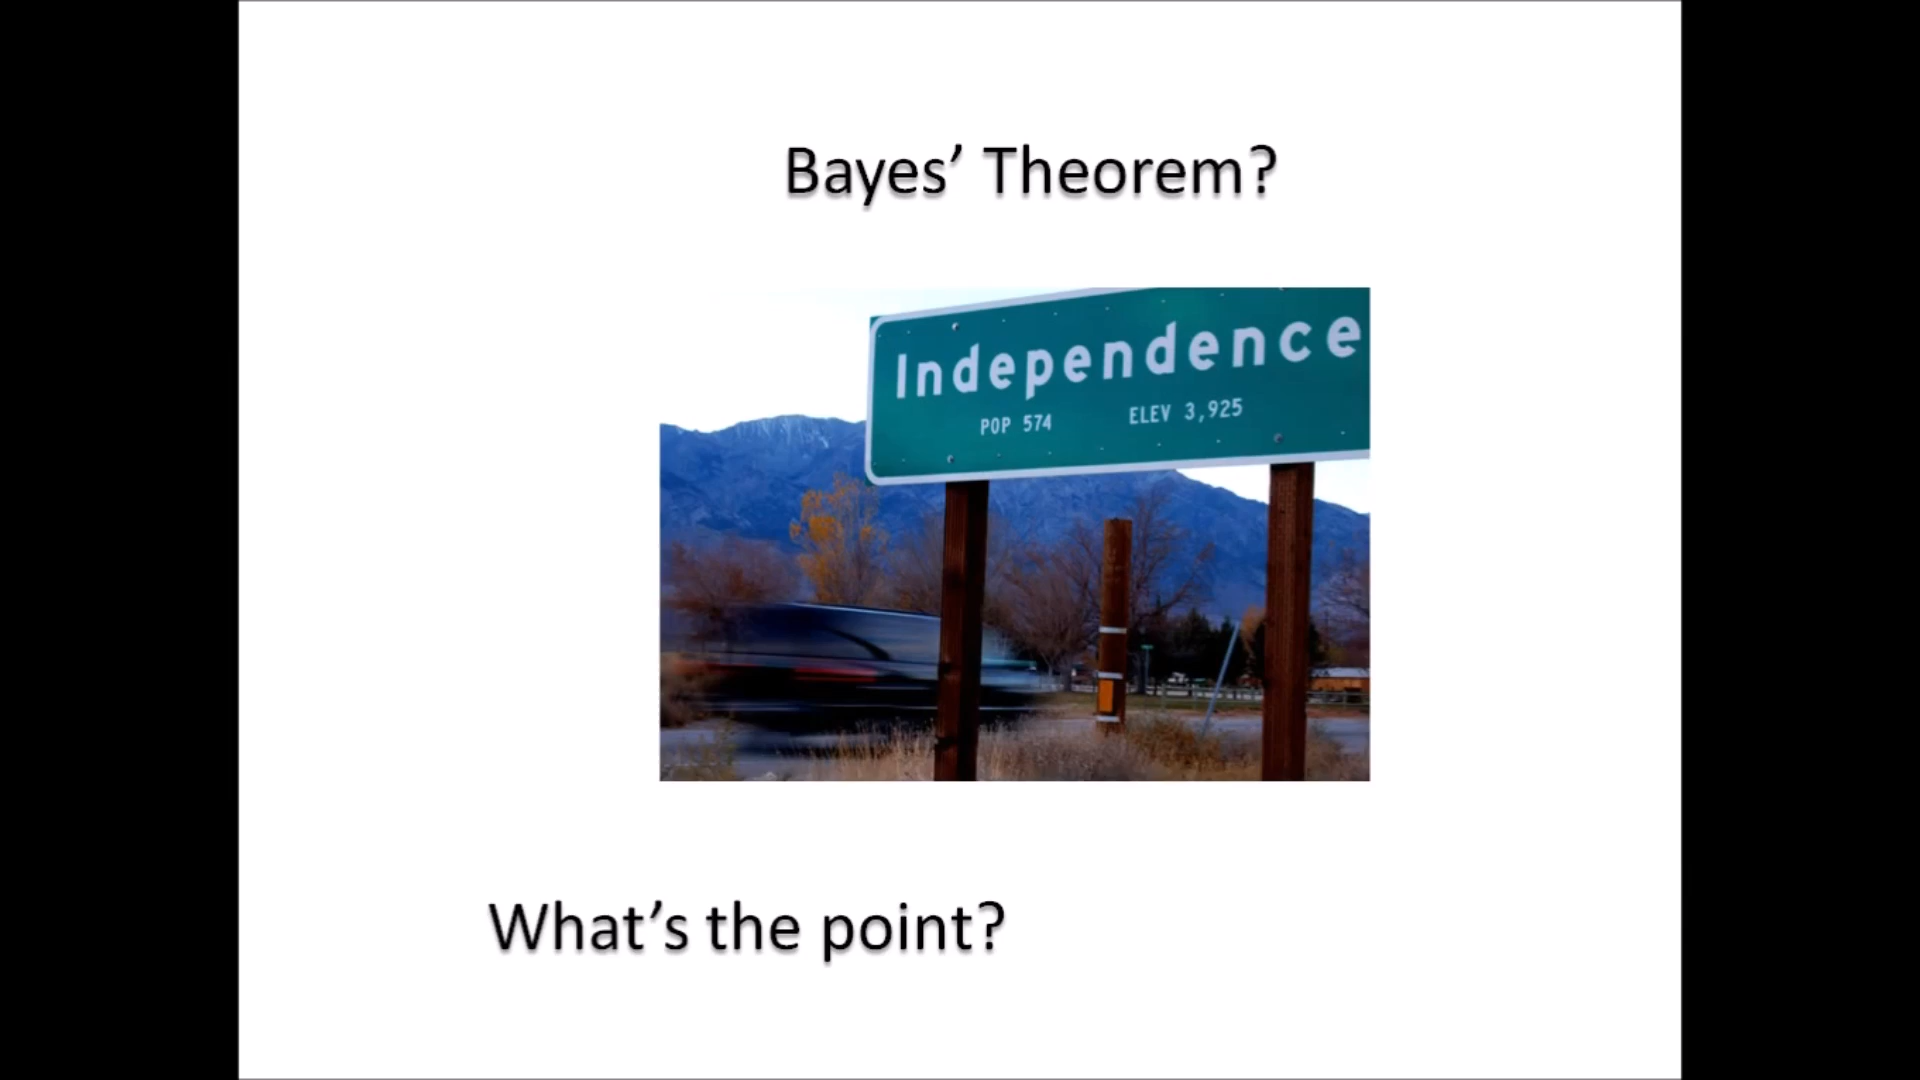 Bayes’ Theorem?
Independence
POP 574 ELEV 3,925
What’s the point?